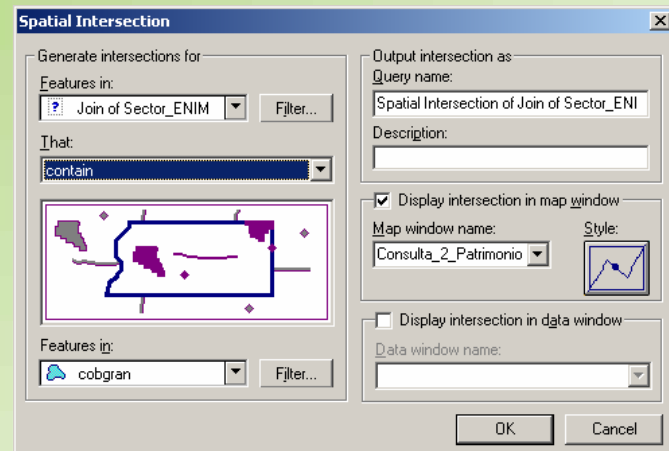 Spatial Intersection
Generate intersections for
Features in:
Join of Sector_ENIM
Filter...
That:
contain
Features in:
cobgran
Filter...
Output intersection as
Query name:
Spatial Intersection of Join of Sector_ENI
Description:
Display intersection in map window
Map window name:
Style:
Consulta_2_Patrimonio
Display intersection in data window
Data window name:
OK
Cancel